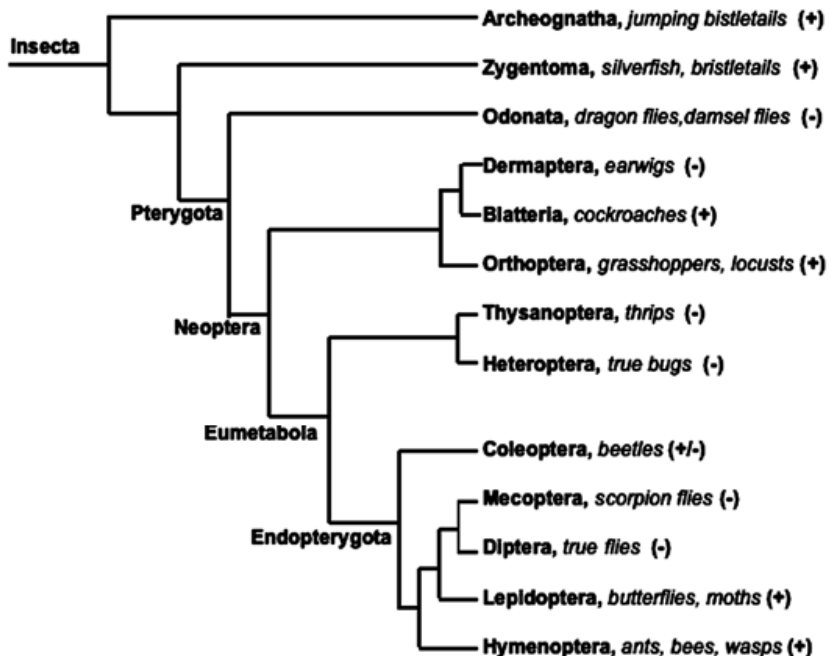 Archeognatha, jumping bistletails (+)
Insecta
Zygentoma, silverfish, bristletails (+)
Odonata, dragon flies,damsel flies (-)
Dermaptera, earwigs (-)
Pterygota
Blatteria, cockroaches (+)
Orthoptera, grasshoppers, locusts (+)
Thysanoptera, thrips (-)
Neoptera
Heteroptera, true bugs (-)
Eumetabola
Coleoptera, beetles (+/-)
Mecoptera, scorpion flies (-)
Endopterygota
Diptera, true flies (-)
Lepidoptera, butterflies, moths (+)
Hymenoptera, ants, bees, wasps (+)